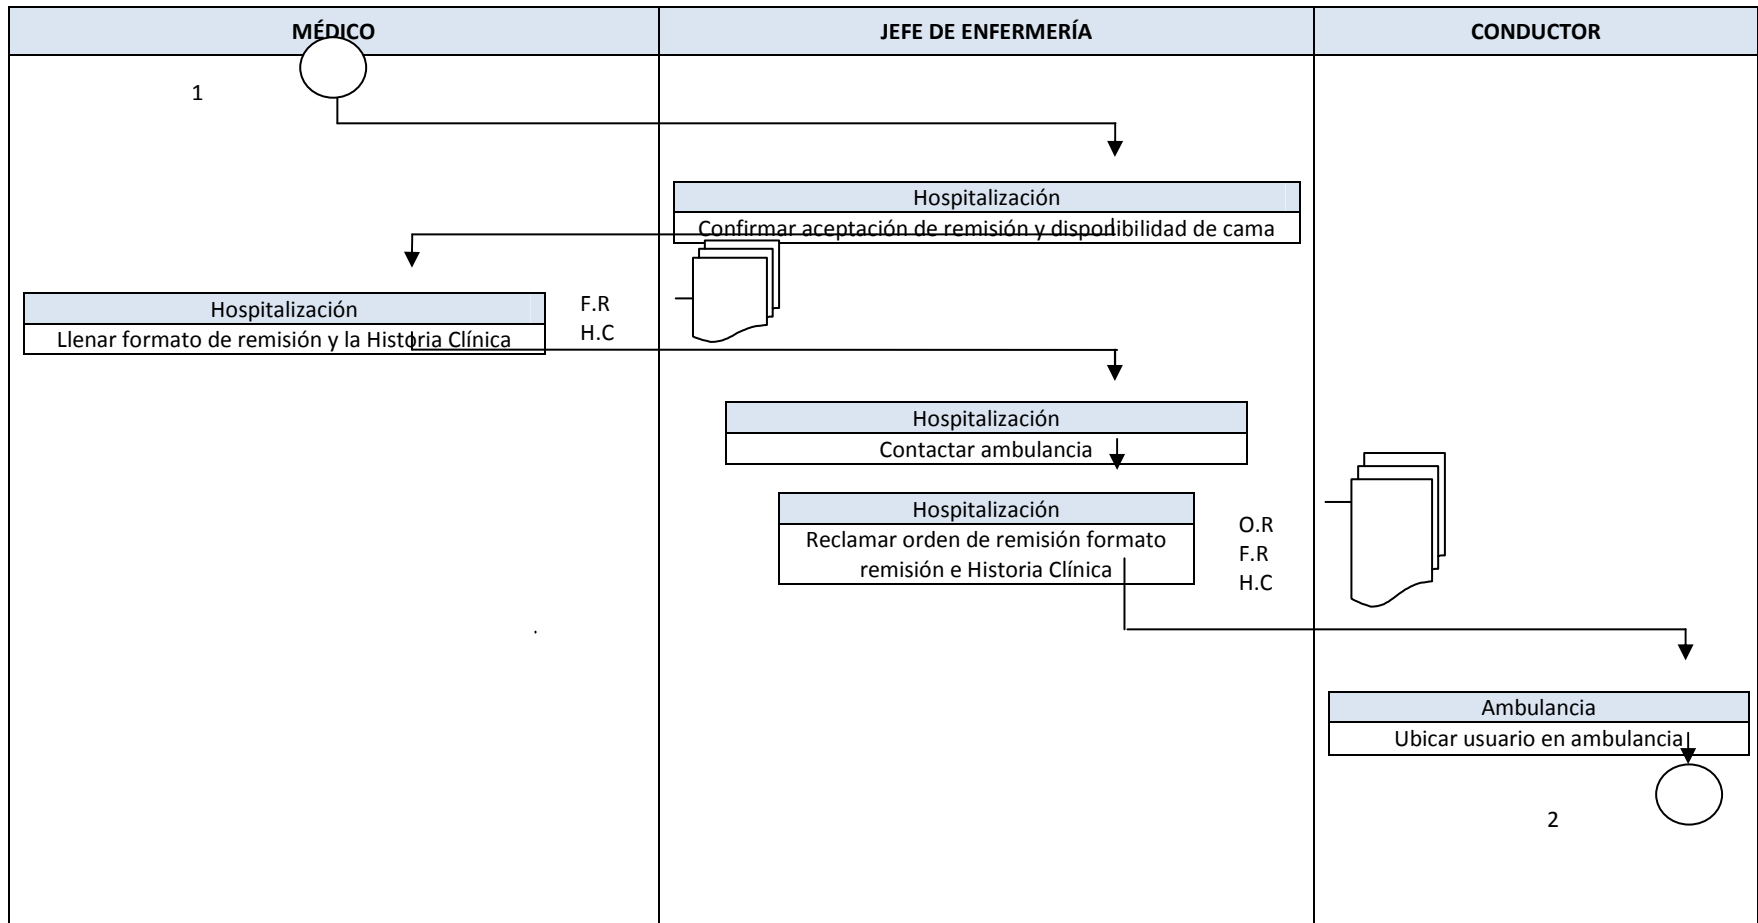 MÉDICO
JEFE DE ENFERMERÍA
CONDUCTOR
1
Hospitalización
Confirmar aceptación de remisión y disponibilidad de cama
Hospitalización
Llenar formato de remisión y la Historia Clínica
F.R
H.C
Hospitalización
Contactar ambulancia
Hospitalización
Reclamar orden de remisión formato
remisión e Historia Clínica
O.R
F.R
H.C
.
Ambulancia
Ubicar usuario en ambulancia
2